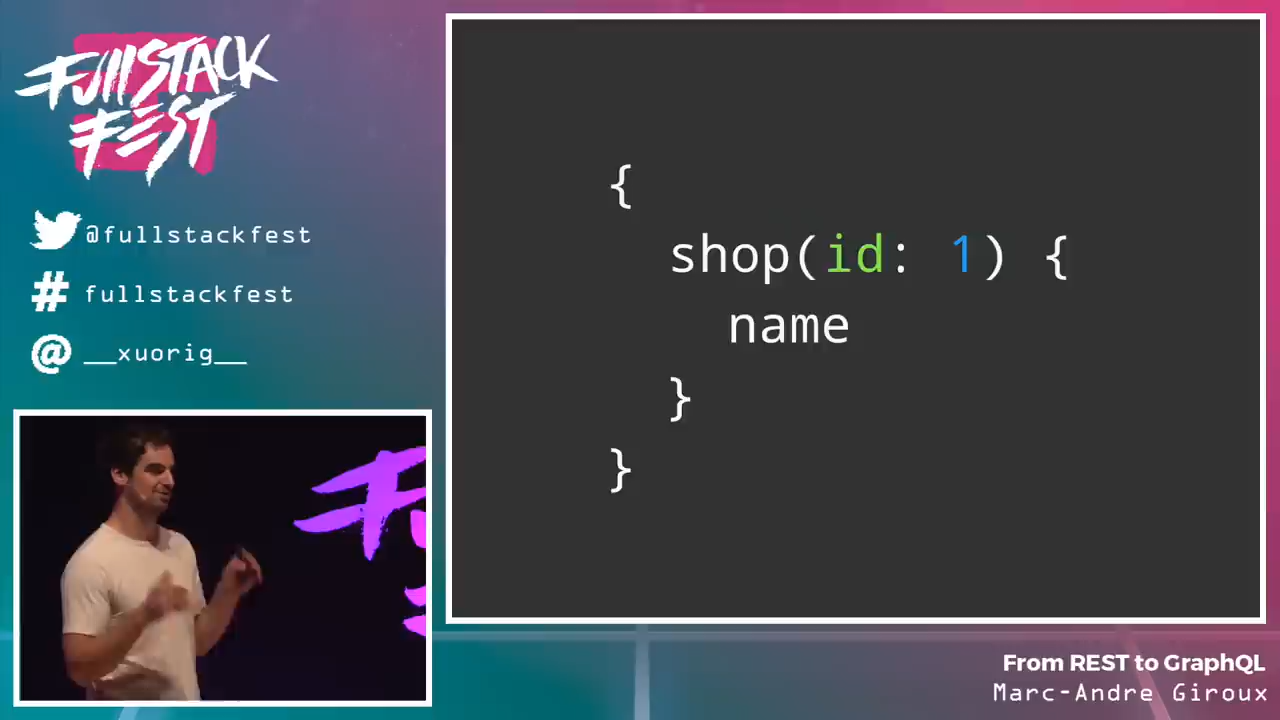 FullSTACK
FEST
@fullstackfest
# fullstackfest
@ __xuorig__
{
shop(id: 1) {
name
}
}
From REST to GraphQL
Marc-Andre Giroux